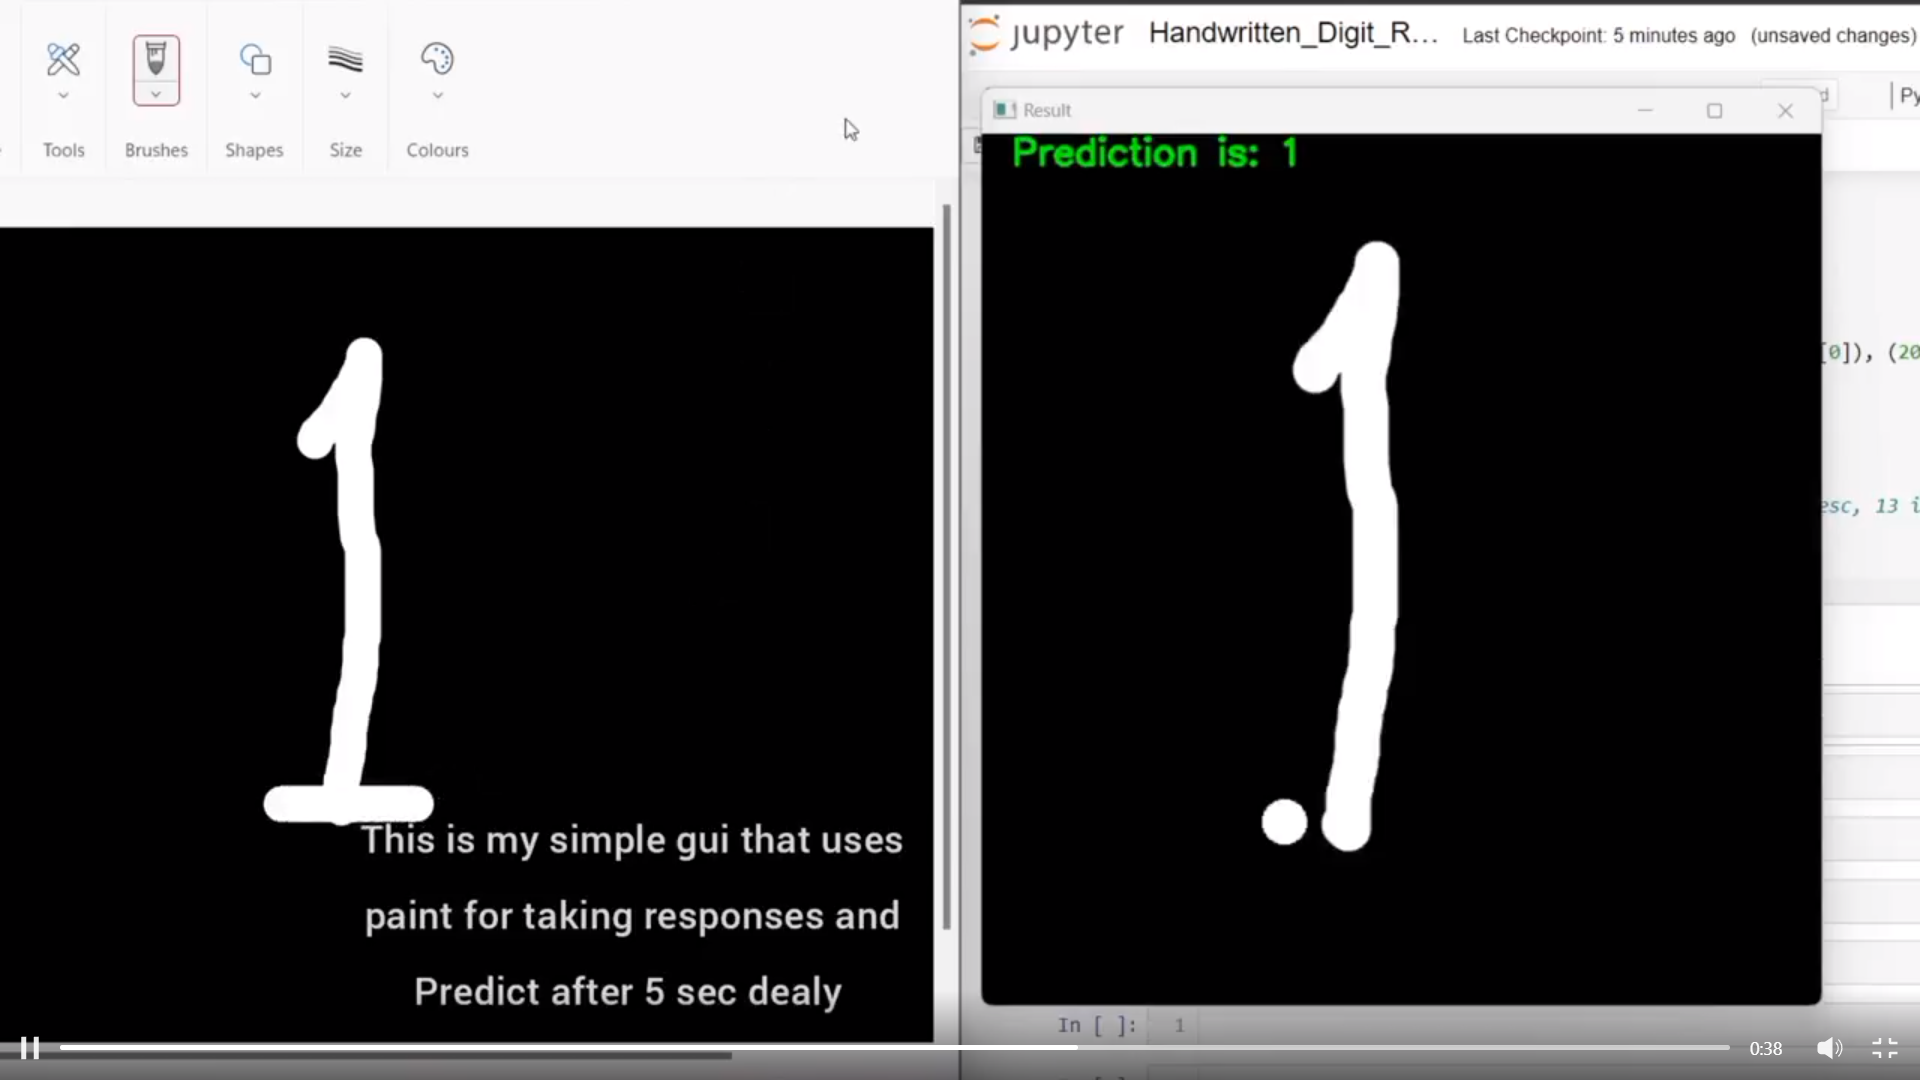 Tools
Brushes
Shapes
Size
Colours
1
This is my simple gui that uses
paint for taking responses and
Predict after 5 sec dealy
jupyter Handwritten_Digit_R... Last Checkpoint: 5 minutes ago (unsaved changes)
Result
Prediction is: 1
1
[0]), (20
esc, 13 i
In [ ]: 1
0:38